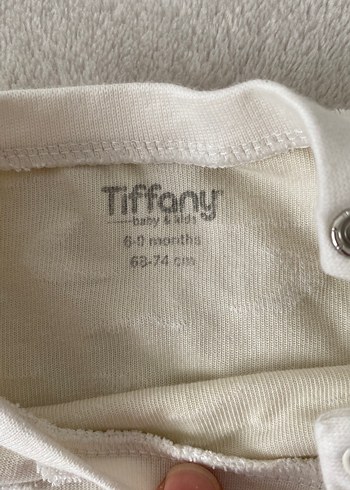 Tiffany
baby & kids
6-9 months
68-74 cm